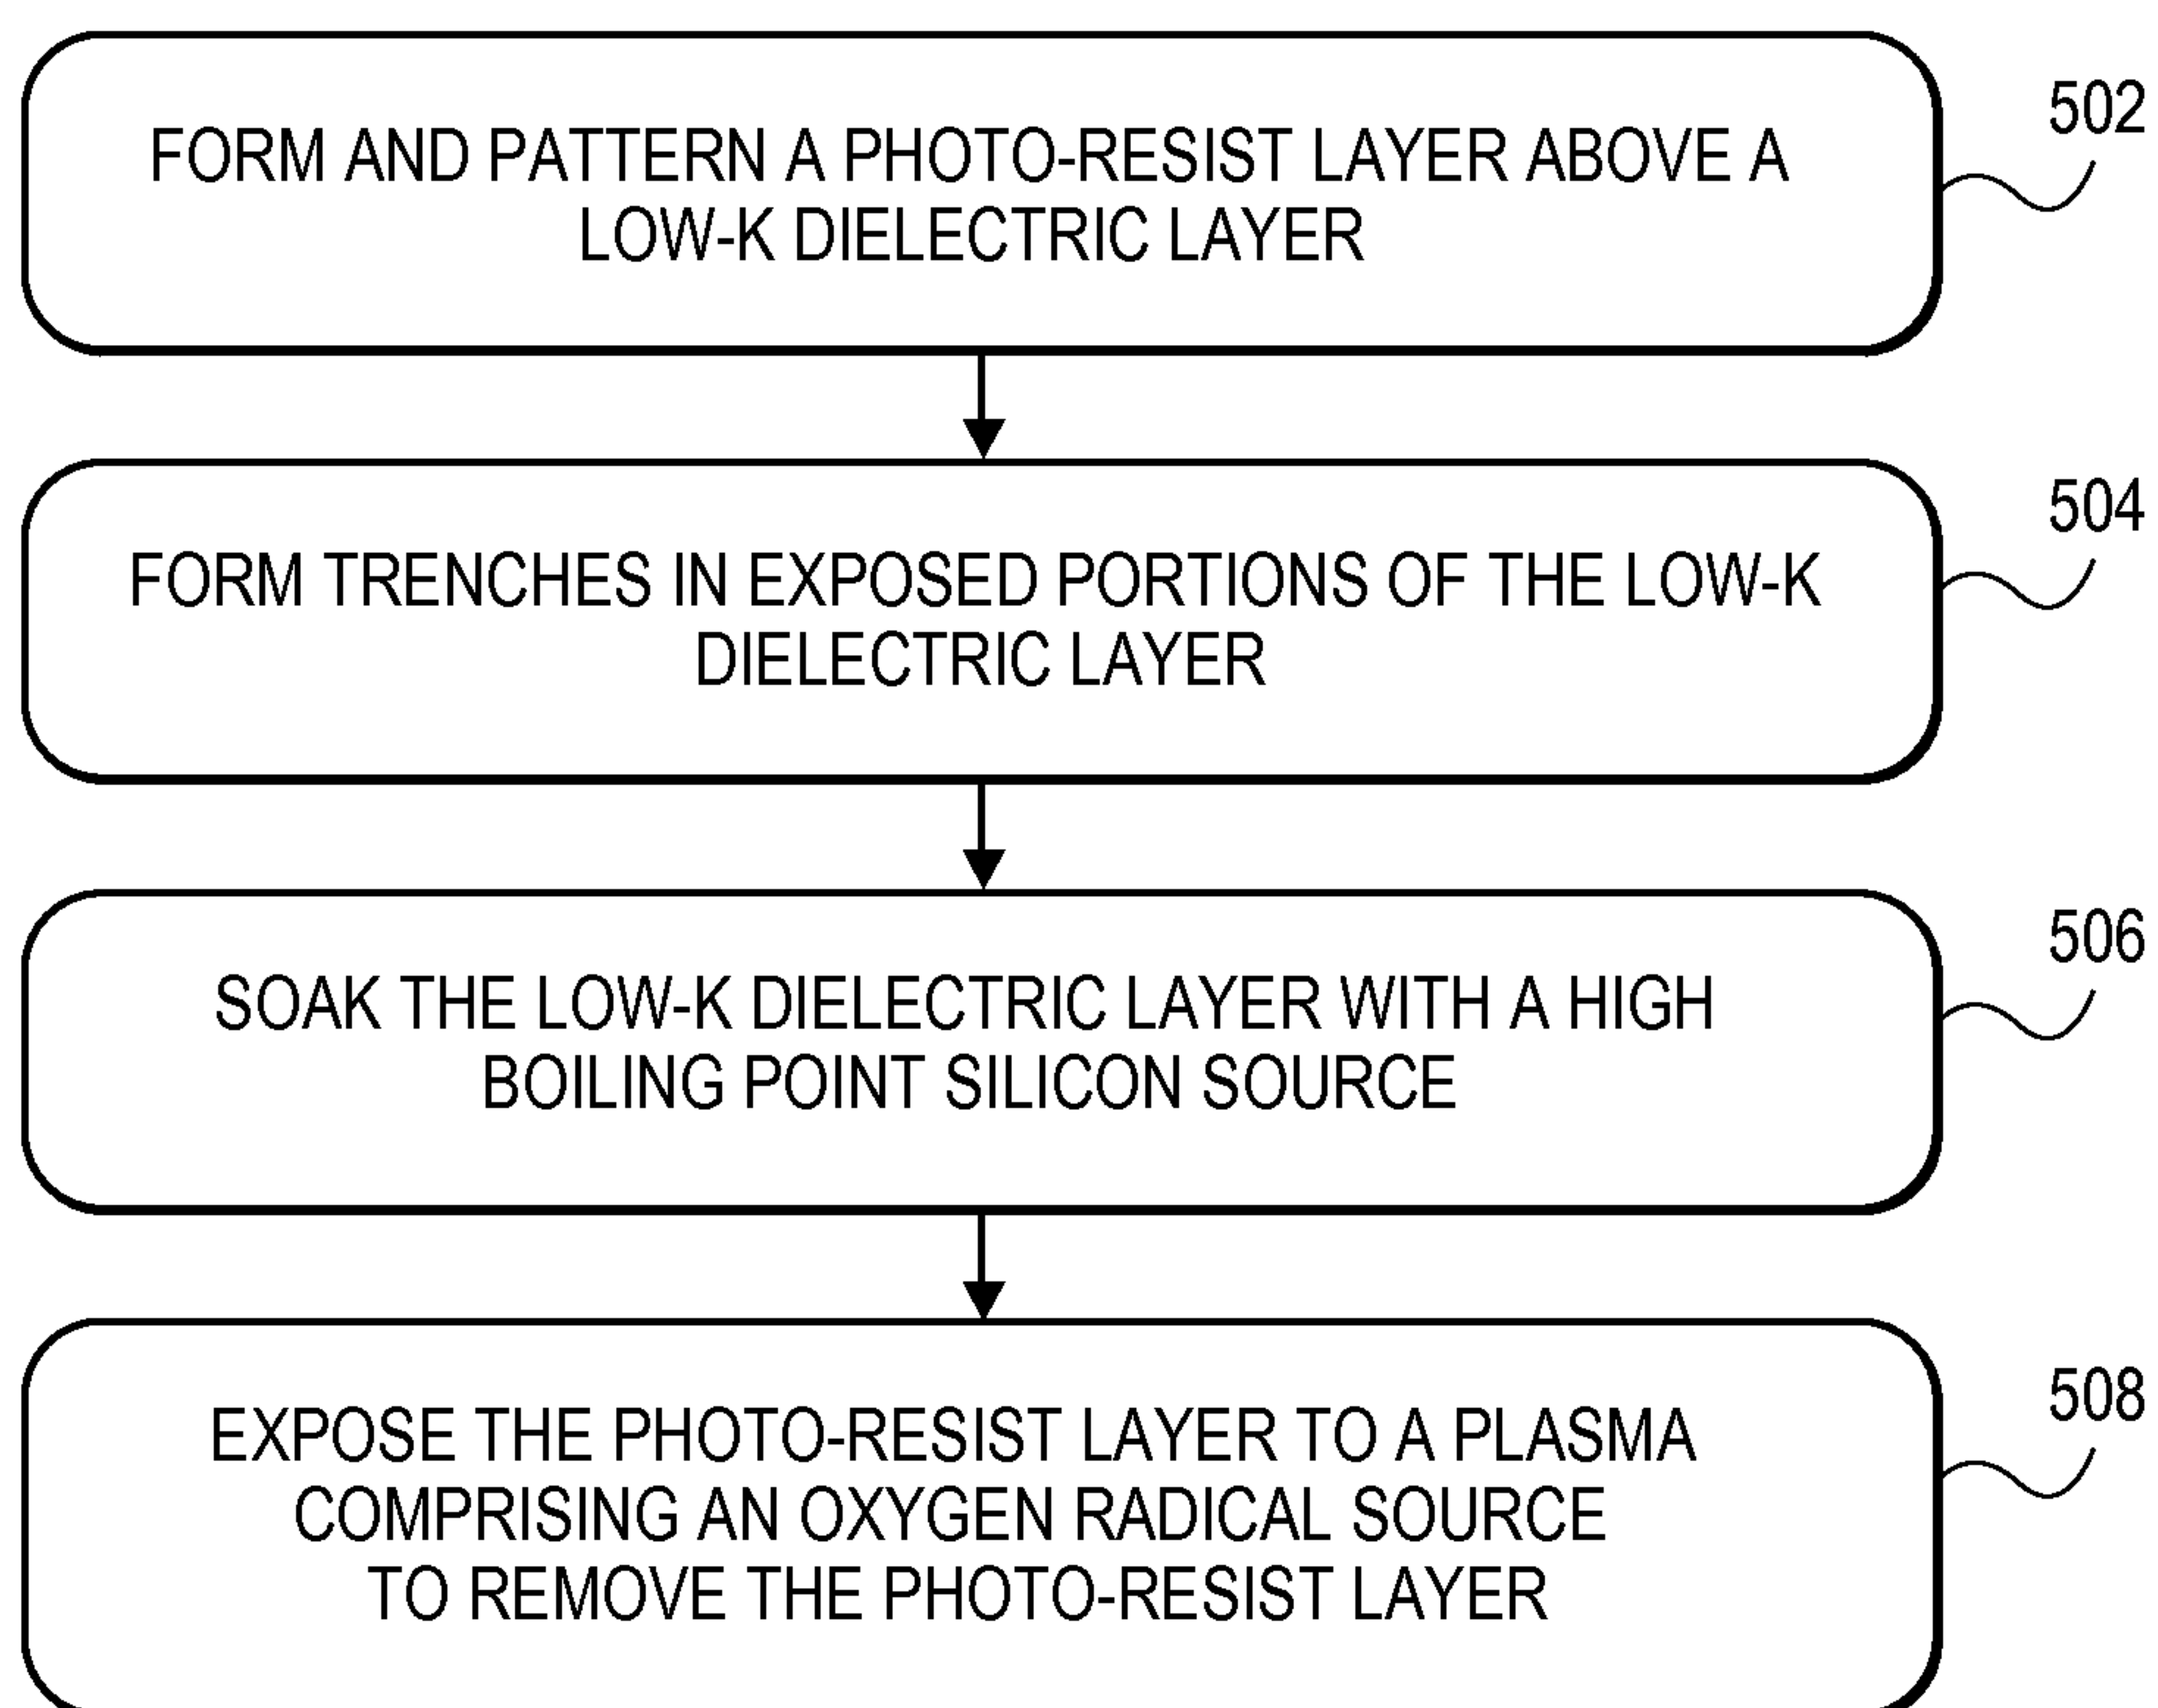 FORM AND PATTERN A PHOTO-RESIST LAYER ABOVE A
LOW-K DIELECTRIC LAYER
502
FORM TRENCHES IN EXPOSED PORTIONS OF THE LOW-K
DIELECTRIC LAYER
504
SOAK THE LOW-K DIELECTRIC LAYER WITH A HIGH
BOILING POINT SILICON SOURCE
506
EXPOSE THE PHOTO-RESIST LAYER TO A PLASMA
COMPRISING AN OXYGEN RADICAL SOURCE
TO REMOVE THE PHOTO-RESIST LAYER
508